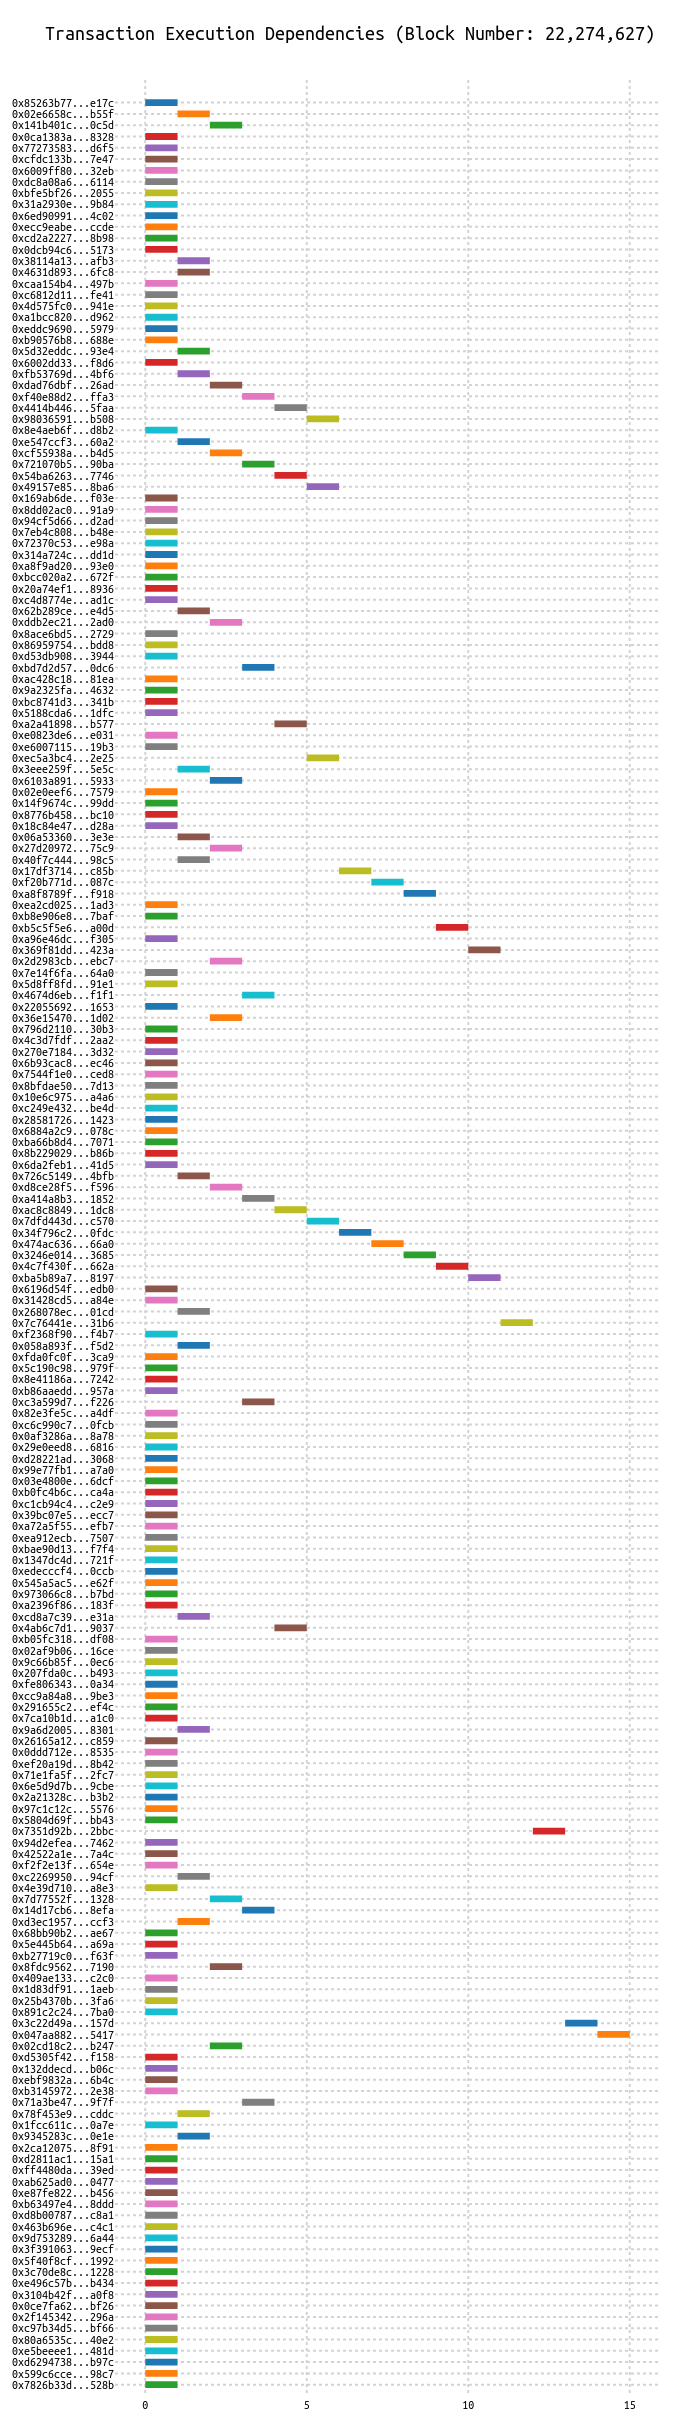 Transaction Execution Dependencies (Block Number: 22,274,627)
0x85263b77...e17c
0x02e6658c...b55f
0x141b401c...0c5d
0x0ca1383a...8328
0x77273583...d6f5
0xcfdc133b...7e47
0x6009ff80...32eb
0xdc8a08a6...6114
0xbfe5bf26...2055
0x31a2930e...9b84
0x6ed90991...4c02
0xecc9eabe...ccde
0xcd2a2227...8b98
0x0dcb94c6...5173
0x38114a13...afb3
0x4631d893...6fc8
0xcaa154b4...497b
0xc6812d11...fe41
0x4d575fc0...941e
0xa1bcc820...d962
0xeddc9690...5979
0xb90576b8...688e
0x5d32eddc...93e4
0x6002dd33...f8d6
0xfb53769d...4bf6
0xdad76dbf...26ad
0xf40e88d2...ffa3
0x4414b446...5faa
0x98036591...b508
0x8e4aeb6f...d8b2
0xe547ccf3...60a2
0xcf55938a...b4d5
0x721070b5...90ba
0x54ba6263...7746
0x49157e85...8ba6
0x169ab6de...f03e
0x8dd02ac0...91a9
0x94cf5d66...d2ad
0x7eb4c808...b48e
0x72370c53...e98a
0x314a724c...dd1d
0xa8f9ad20...93e0
0xbcc020a2...672f
0x20a74ef1...8936
0xc4d8774e...ad1c
0x62b289ce...e4d5
0xddb2ec21...2ad0
0x8ace6bd5...2729
0x86959754...bdd8
0xd53db908...3944
0xbd7d2d57...0dc6
0xac428c18...81ea
0x9a2325fa...4632
0xbc8741d3...341b
0x5188cda6...1dfc
0xa2a41898...b577
0xe0823de6...e031
0xe6007115...19b3
0xec5a3bc4...2e25
0x3eee259f...5e5c
0x6103a891...5933
0x02e0eef6...7579
0x14f9674c...99dd
0x8776b458...bc10
0x18c84e47...d28a
0x06a53360...3e3e
0x27d20972...75c9
0x40f7c444...98c5
0x17df3714...c85b
0xf20b771d...087c
0xa8f8789f...f918
0xea2cd025...1ad3
0xb8e906e8...7baf
0xb5c5f5e6...a00d
0xa96e46dc...f305
0x369f81dd...423a
0x2d2983cb...ebc7
0x7e14f6fa...64a0
0x5d8ff8fd...91e1
0x4674d6eb...f1f1
0x22055692...1653
0x36e15470...1d02
0x796d2110...30b3
0x4c3d7fdf...2aa2
0x270e7184...3d32
0x6b93cac8...ec46
0x7544f1e0...ced8
0x8bfdae50...7d13
0x10e6c975...a4a6
0xc249e432...be4d
0x28581726...1423
0x6884a2c9...078c
0xba66b8d4...7071
0x8b229029...b86b
0x6da2feb1...41d5
0x726c5149...4bfb
0xd8ce28f5...f596
0xa414a8b3...1852
0xac8c8849...1dc8
0x7dfd443d...c570
0x34f796c2...0fdc
0x474ac636...66a0
0x3246e014...3685
0x4c7f430f...662a
0xba5b89a7...8197
0x6196d54f...edb0
0x31428cd5...a84e
0x268078ec...01cd
0x7c76441e...31b6
0xf2368f90...f4b7
0x058a893f...f5d2
0xfda0fc0f...3ca9
0x5c190c98...979f
0x8e41186a...7242
0xb86aaedd...957a
0xc3a599d7...f226
0x82e3fe5c...a4df
0xc6c990c7...0fcb
0x0af3286a...8a78
0x29e0eed8...6816
0xd28221ad...3068
0x99e77fb1...a7a0
0x03e4800e...6dcf
0xb0fc4b6c...ca4a
0xc1cb94c4...c2e9
0x39bc07e5...ecc7
0xa72a5f55...efb7
0xea912ecb...7507
0xbae90d13...f7f4
0x1347dc4d...721f
0xedecccf4...0ccb
0x545a5ac5...e62f
0x973066c8...b7bd
0xa2396f86...183f
0xcd8a7c39...e31a
0x4ab6c7d1...9037
0xb05fc318...df08
0x02af9b06...16ce
0x9c66b85f...0ec6
0x207fda0c...b493
0xfe806343...0a34
0xcc9a84a8...9be3
0x291655c2...ef4c
0x7ca10b1d...a1c0
0x9a6d2005...8301
0x26165a12...c859
0x0ddd712e...8535
0xef20a19d...8b42
0x71e1fa5f...2fc7
0x6e5d9d7b...9cbe
0x2a21328c...b3b2
0x97c1c12c...5576
0x5804d69f...bb43
0x7351d92b...2bbc
0x94d2efea...7462
0x42522a1e...7a4c
0xf2f2e13f...654e
0xc2269950...94cf
0x4e39d710...a8e3
0x7d77552f...1328
0x14d17cb6...8efa
0xd3ec1957...ccf3
0x68bb90b2...ae67
0x5e445b64...a69a
0xb27719c0...f63f
0x8fdc9562...7190
0x409ae133...c2c0
0x1d83df91...1aeb
0x25b4370b...3fa6
0x891c2c24...7ba0
0x3c22d49a...157d
0x047aa882...5417
0x02cd18c2...b247
0xd5305f42...f158
0x132ddecd...b06c
0xebf9832a...6b4c
0xb3145972...2e38
0x71a3be47...9f7f
0x78f453e9...cddc
0x1fcc611c...0a7e
0x9345283c...0e1e
0x2ca12075...8f91
0xd2811ac1...15a1
0xff4480da...39ed
0xab625ad0...0477
0xe87fe822...b456
0xb63497e4...8ddd
0xd8b00787...c8a1
0x463b696e...c4c1
0x9d753289...6a44
0x3f391063...9ecf
0x5f40f8cf...1992
0x3c70de8c...1228
0xe496c57b...b434
0x3104b42f...a0f8
0x0ce7fa62...bf26
0x2f145342...296a
0xc97b34d5...bf66
0x80a6535c...40e2
0xe5beeee1...481d
0xd6294738...b97c
0x599c6cce...98c7
0x7826b33d...528b
0 5 10 15